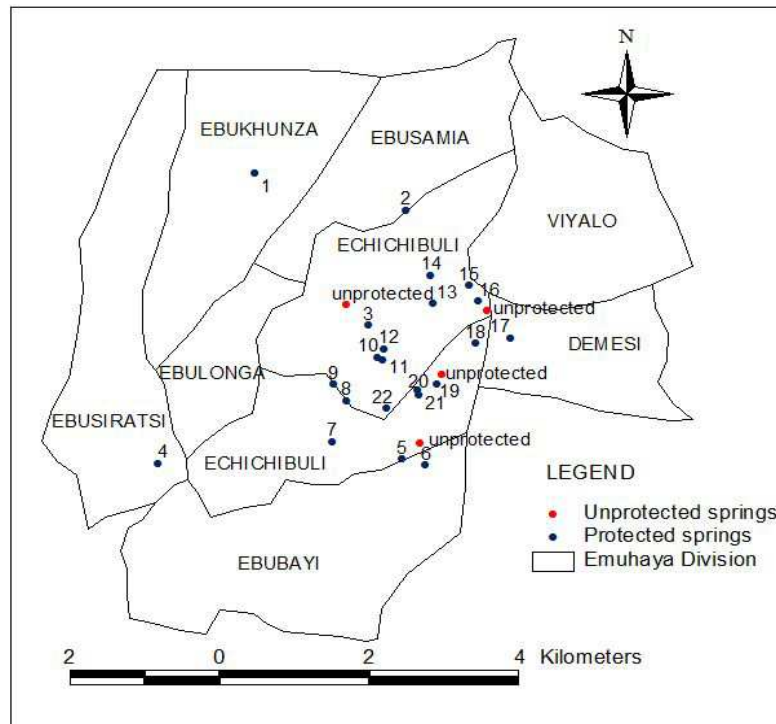 N
EBUKHUNZA
EBUSAMIA
1
2
VIYALO
ECHICHIBULI
14
15
unprotected
13
16
unprotected
3
12
18
17
DEMESI
10
11
EBULONGA
9
unprotected
8
20
19
22
21
EBUSIRATSI
7
unprotected
4
ECHICHIBULI
5
6
LEGEND
Unprotected springs
Protected springs
Emuhaya Division
EBUBAYI
2 0 2 4 Kilometers